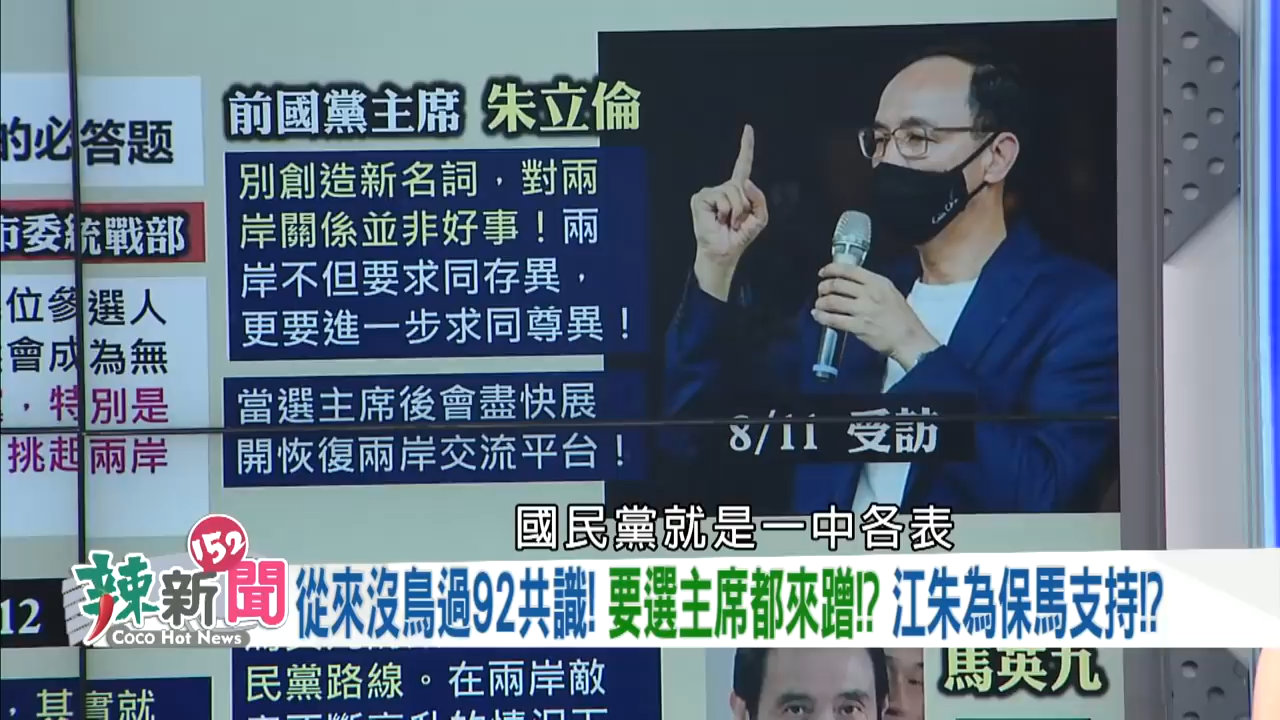 的必答題
市委統戰部
位參選人
會成為無
，特別是
挑起兩岸
前國黨主席 朱立倫
別創造新名詞，對兩
岸關係並非好事！兩
岸不但要求同存異，
更要進一步求同尊異！
當選主席後會盡快展
開恢復兩岸交流平台！
8/11 受訪
國民黨就是一中各表
辣新聞 152
Coco Hot News
從來沒鳥過92共識! 要選主席都來蹭!? 江朱為保馬支持!?
12
，其實就
民黨路線。在兩岸敵
馬英九